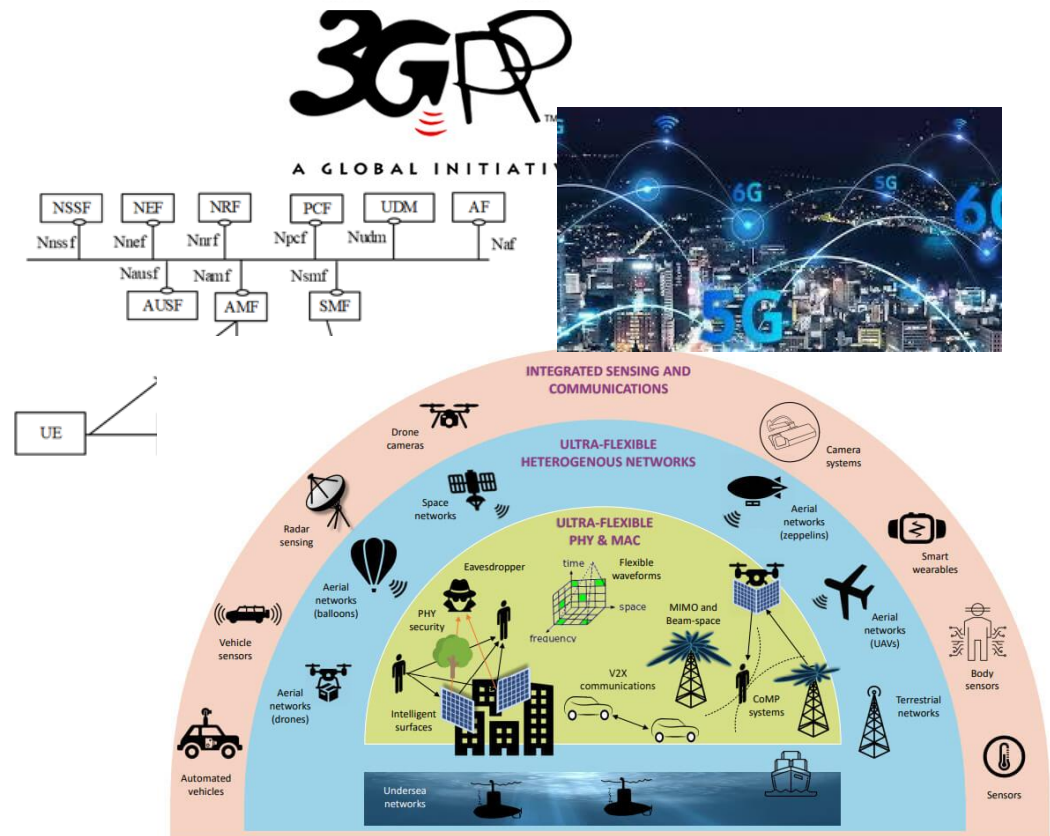 3GPP
TM
A GLOBAL INITIATIV
NSSF NEF NRF PCF UDM AF
Nnssf Nnef Nnrf Npcf Nudm Naf
Nausf Namf Nsmf
AUSF AMF SMF
UE
G
6G
5G
6G
5G
INTEGRATED SENSING AND
COMMUNICATIONS
Drone
cameras
Camera
systems
ULTRA-FLEXIBLE
HETEROGENOUS NETWORKS
Space
networks
Aerial
networks
(zeppelins)
Radar
sensing
Smart
wearables
ULTRA-FLEXIBLE
PHY & MAC
Eavesdropper
time
Flexible
waveforms
space
frequency
PHY
security
MIMO and
Beam-space
Aerial
networks
(balloons)
Aerial
networks
(UAVs)
Vehicle
sensors
Body
sensors
V2X
communications
Aerial
networks
(drones)
Intelligent
surfaces
CoMP
systems
Terrestrial
networks
Automated
vehicles
Undersea
networks
Sensors